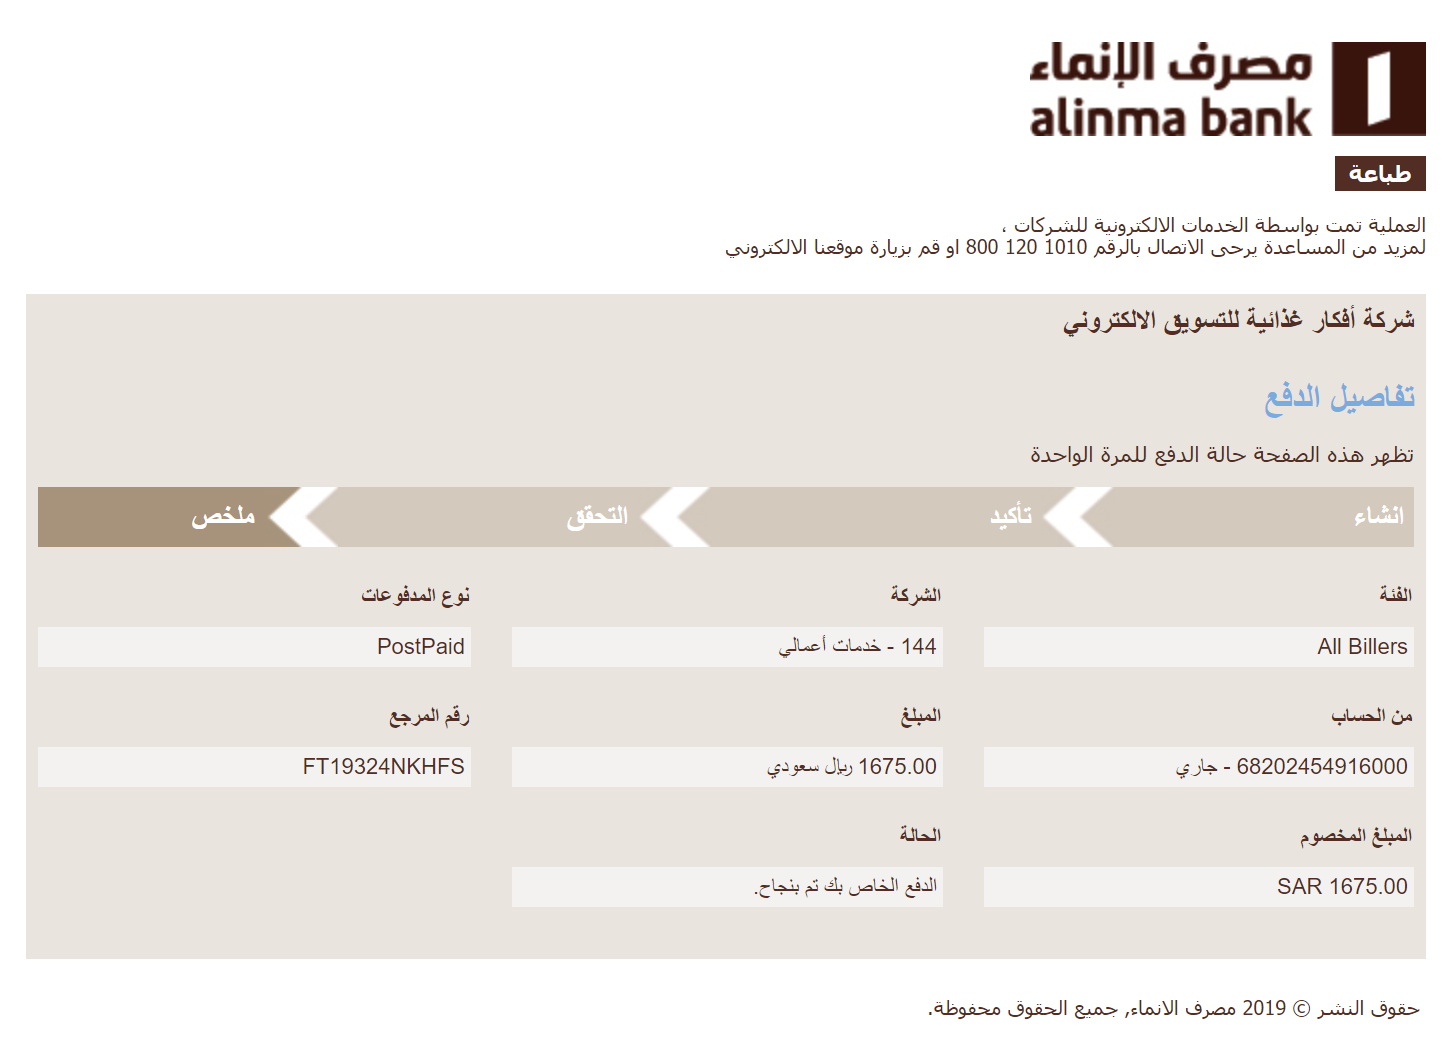 مصرف الإنماء
alinma bank
طباعة
العملية تمت بواسطة الخدمات الالكترونية للشركات ،
لمزيد من المساعدة يرحى الاتصال بالرقم 1010 120 800 او قم بزيارة موقعنا الالكتروني
شركة أفكار غذائية للتسويق الالكتروني
تفاصيل الدفع
تظهر هذه الصفحة حالة الدفع للمرة الواحدة
انشاء تأكيد التحقق ملخص
الفئة الشركة نوع المدفوعات
All Billers 144 - خدمات أعمالي PostPaid
من الحساب المبلغ رقم المرجع
68202454916000 - جاري 1675.00 ريال سعودي FT19324NKHFS
المبلغ المخصوم الحالة
SAR 1675.00 الدفع الخاص بك تم بنجاح.
حقوق النشر © 2019 مصرف الانماء, جميع الحقوق محفوظة.